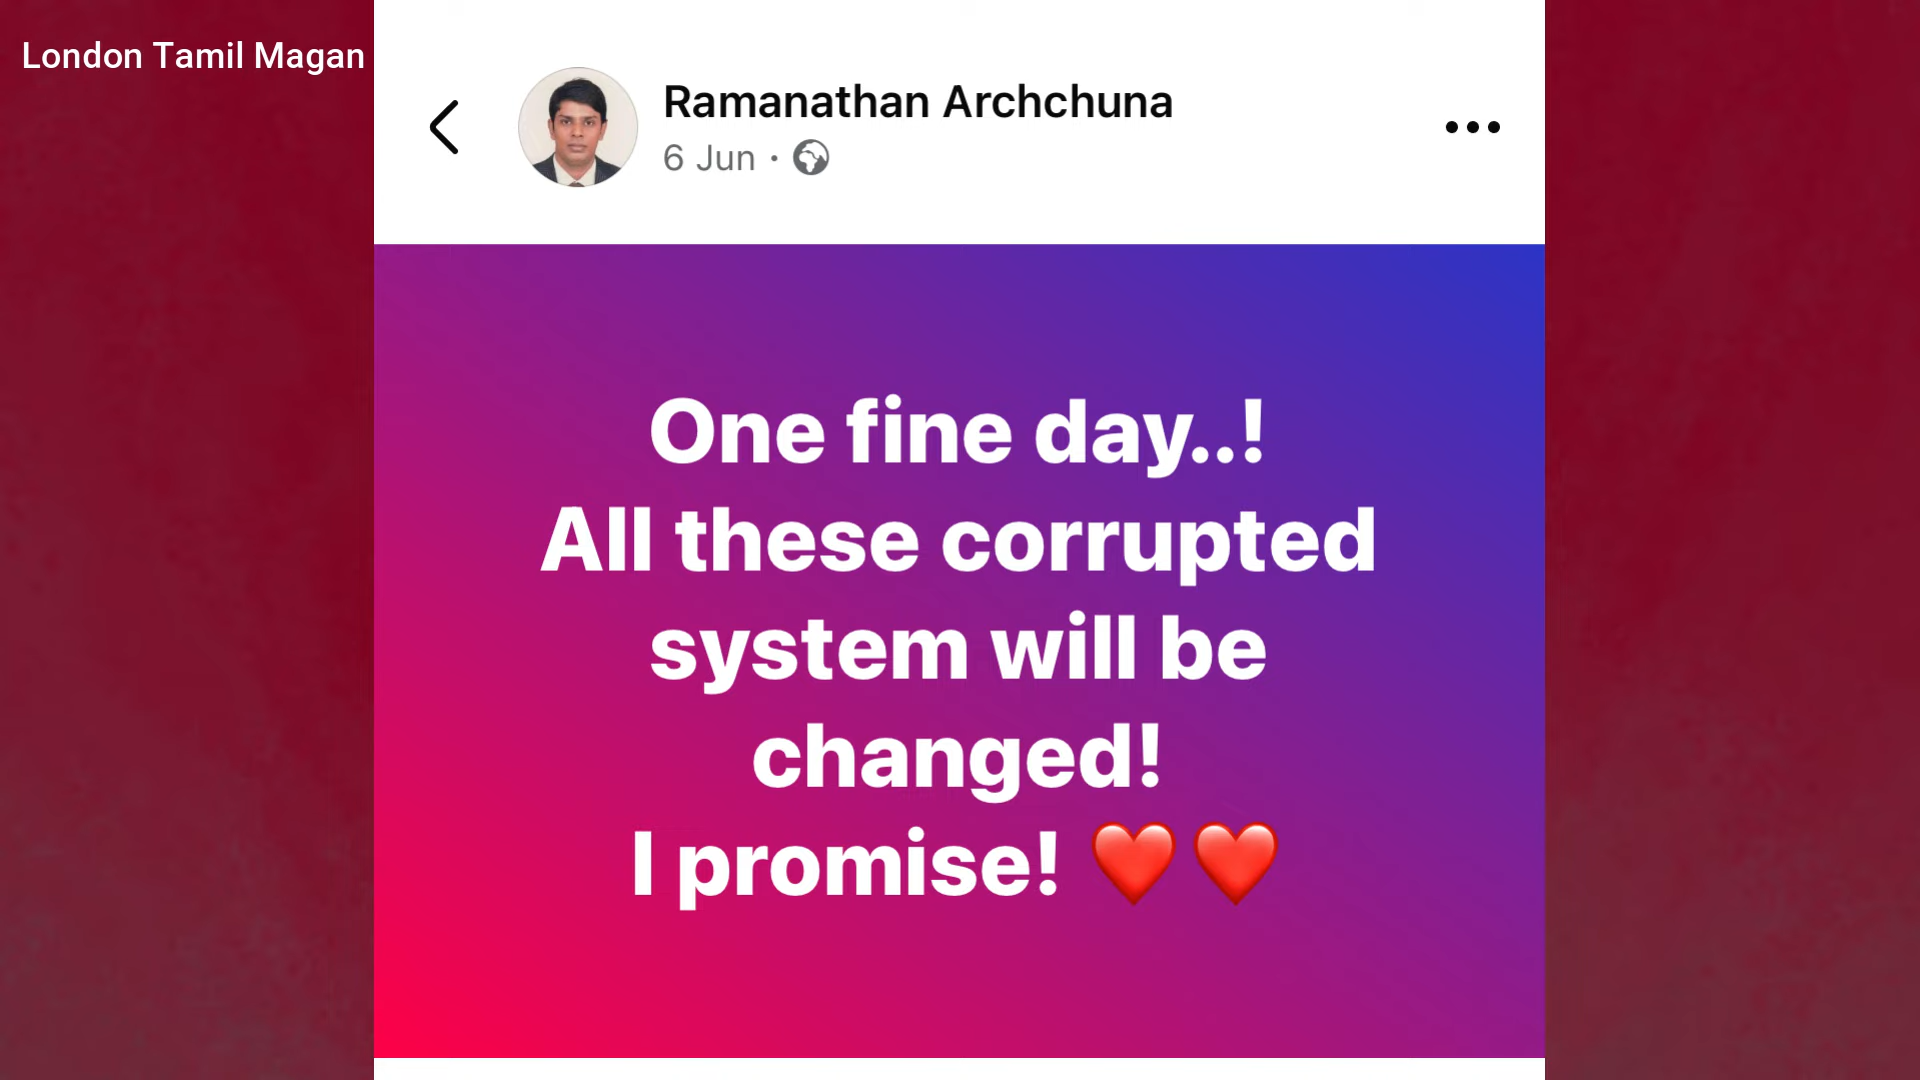 London Tamil Magan
Ramanathan Archchuna
6 Jun ·
One fine day..!
All these corrupted
system will be
changed!
I promise! ❤️❤️